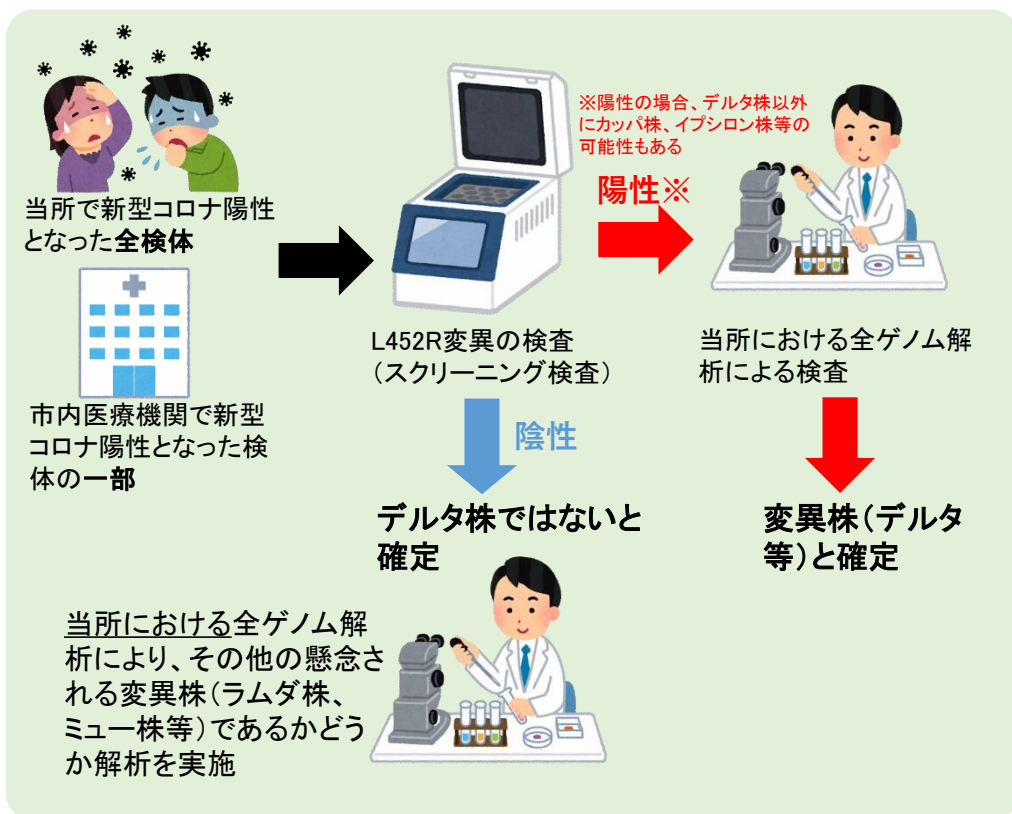 当所で新型コロナ陽性
となった全検体
市内医療機関で新型
コロナ陽性となった検
体の一部
L452R変異の検査
（スクリーニング検査）
※陽性の場合、デルタ株以外
にカッパ株、イプシロン株等の
可能性もある
陽性※
当所における全ゲノム解
析による検査
陰性
デルタ株ではないと
確定
変異株（デルタ
等）と確定
当所における全ゲノム解
析により、その他の懸念さ
れる変異株（ラムダ株、
ミュー株等）であるかどう
か解析を実施